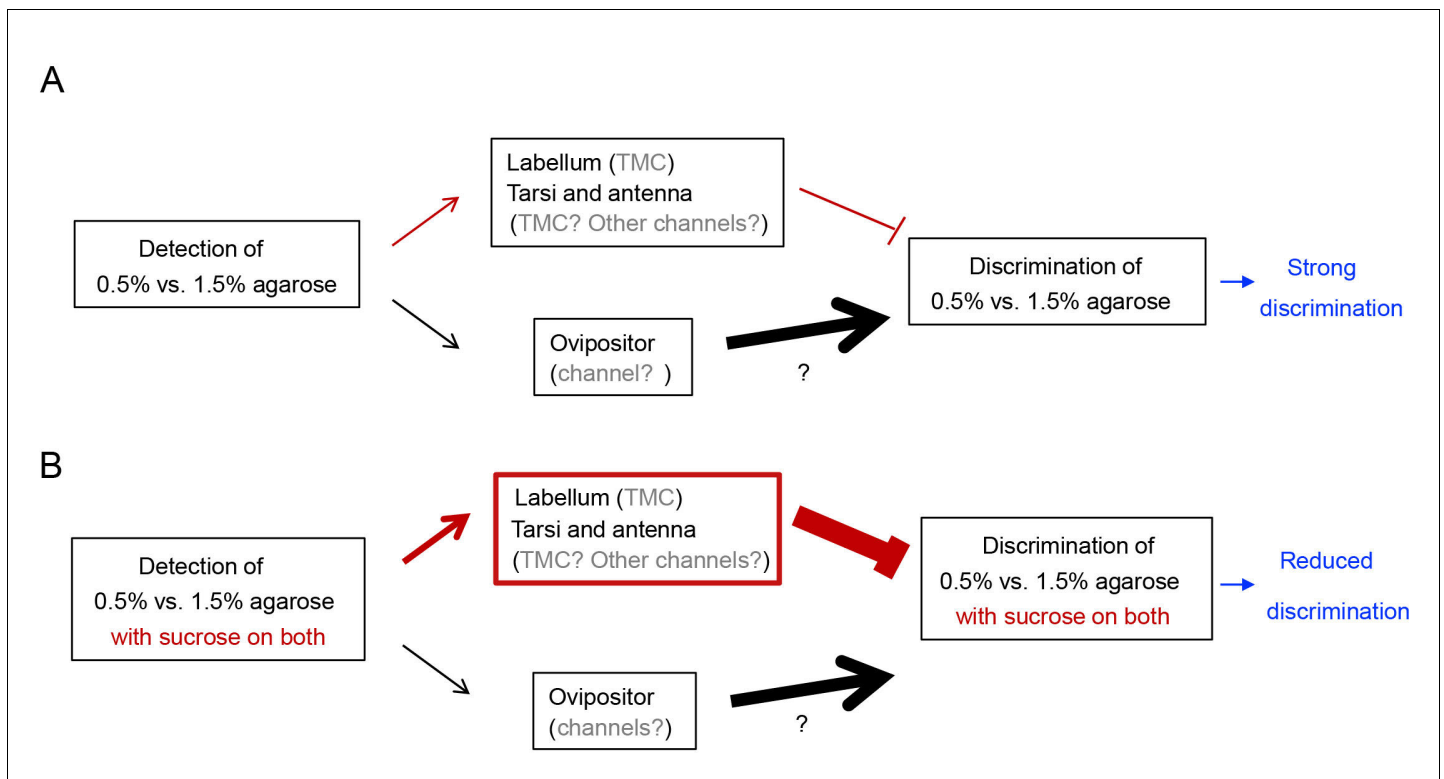 A
Detection of
0.5% vs. 1.5% agarose
Labellum (TMC)
Tarsi and antenna
(TMC? Other channels?)
Ovipositor
(channel? )
?
Discrimination of
0.5% vs. 1.5% agarose
Strong
discrimination
B
Detection of
0.5% vs. 1.5% agarose
with sucrose on both
Labellum (TMC)
Tarsi and antenna
(TMC? Other channels?)
Ovipositor
(channels?)
?
Discrimination of
0.5% vs. 1.5% agarose
with sucrose on both
Reduced
discrimination